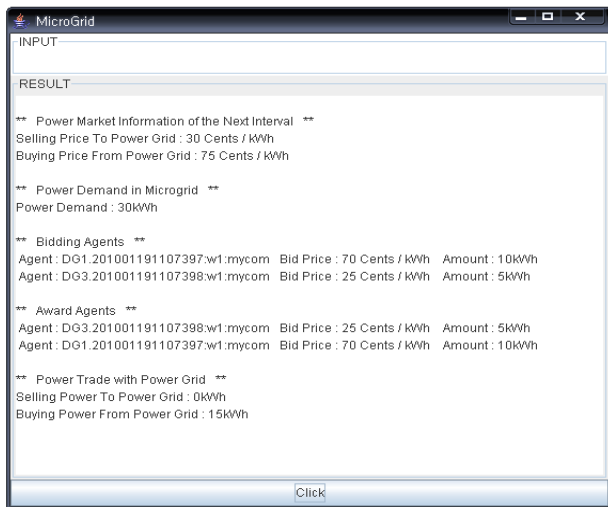 MicroGrid
INPUT
RESULT
** Power Market Information of the Next Interval **
Selling Price To Power Grid : 30 Cents / kWh
Buying Price From Power Grid : 75 Cents / kWh
** Power Demand in Microgrid **
Power Demand : 30kWh
** Bidding Agents **
Agent : DG1.201001191107397:w1:mycom Bid Price : 70 Cents / kWh Amount : 10kWh
Agent : DG3.201001191107398:w1:mycom Bid Price : 25 Cents / kWh Amount : 5kWh
** Award Agents **
Agent : DG3.201001191107398:w1:mycom Bid Price : 25 Cents / kWh Amount : 5kWh
Agent : DG1.201001191107397:w1:mycom Bid Price : 70 Cents / kWh Amount : 10kWh
** Power Trade with Power Grid **
Selling Power To Power Grid : 0kWh
Buying Power From Power Grid : 15kWh
Click